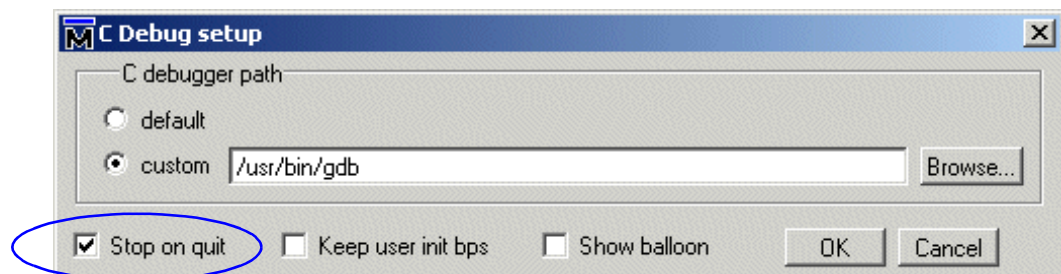 C Debug setup
C debugger path
default
custom /usr/bin/gdb Browse...
Stop on quit Keep user init bps Show balloon OK Cancel